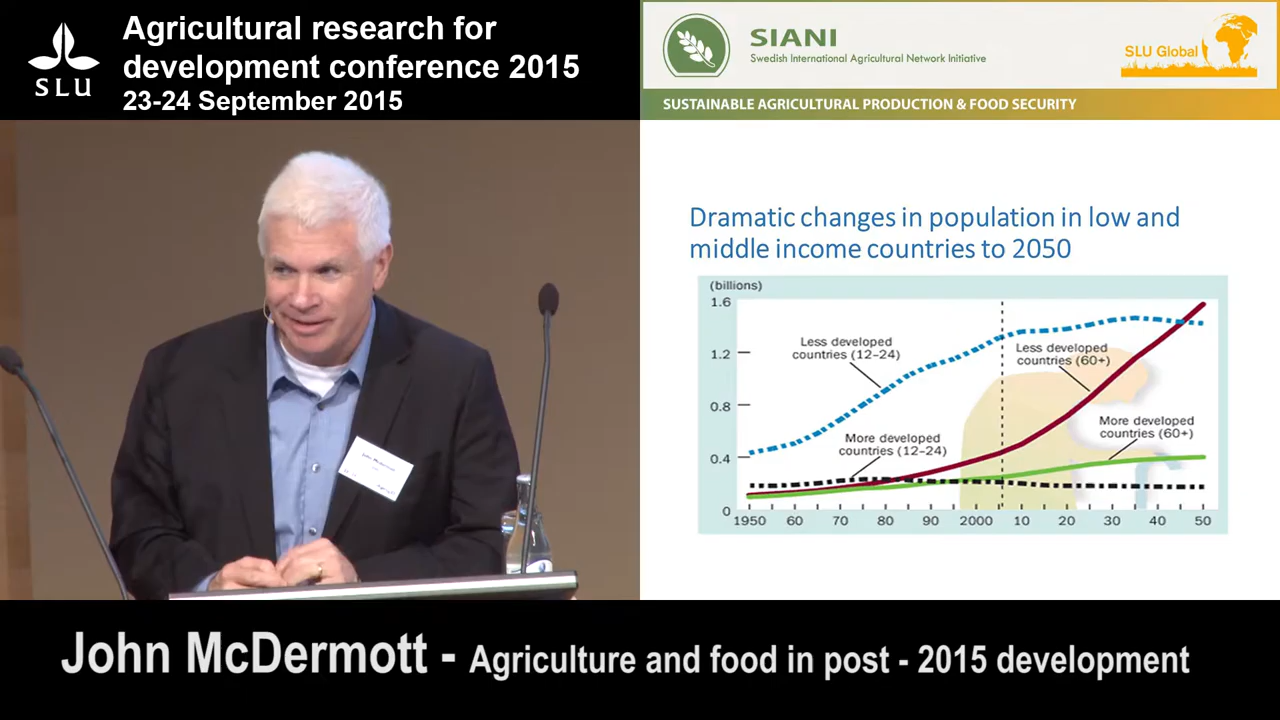 SLU
Agricultural research for
development conference 2015
23-24 September 2015
SIANI
Swedish International Agricultural Network Initiative
SLU Global
SUSTAINABLE AGRICULTURAL PRODUCTION & FOOD SECURITY
Dramatic changes in population in low and
middle income countries to 2050
(billions)
1.6
1.2
0.8
0.4
0
Less developed
countries (12–24)
Less developed
countries (60+)
More developed
countries (12–24)
More developed
countries (60+)
1950 60 70 80 90 2000 10 20 30 40 50
John McDermott
John McDermott - Agriculture and food in post - 2015 development